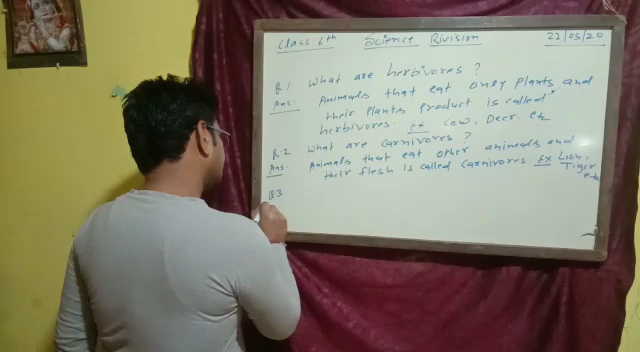 Class 6th Science Rivision 22/05/20
Q.1 What are herbivores ?
Ans. Animals that eat only plants and
their Plants Product is called
herbivores. Ex cow, Deer. etc
Q.2 What are carnivores ?
Ans. Animals that eat other animals and
their flesh is called Carnivores. Ex Lion,
Tiger
etc
Q.3